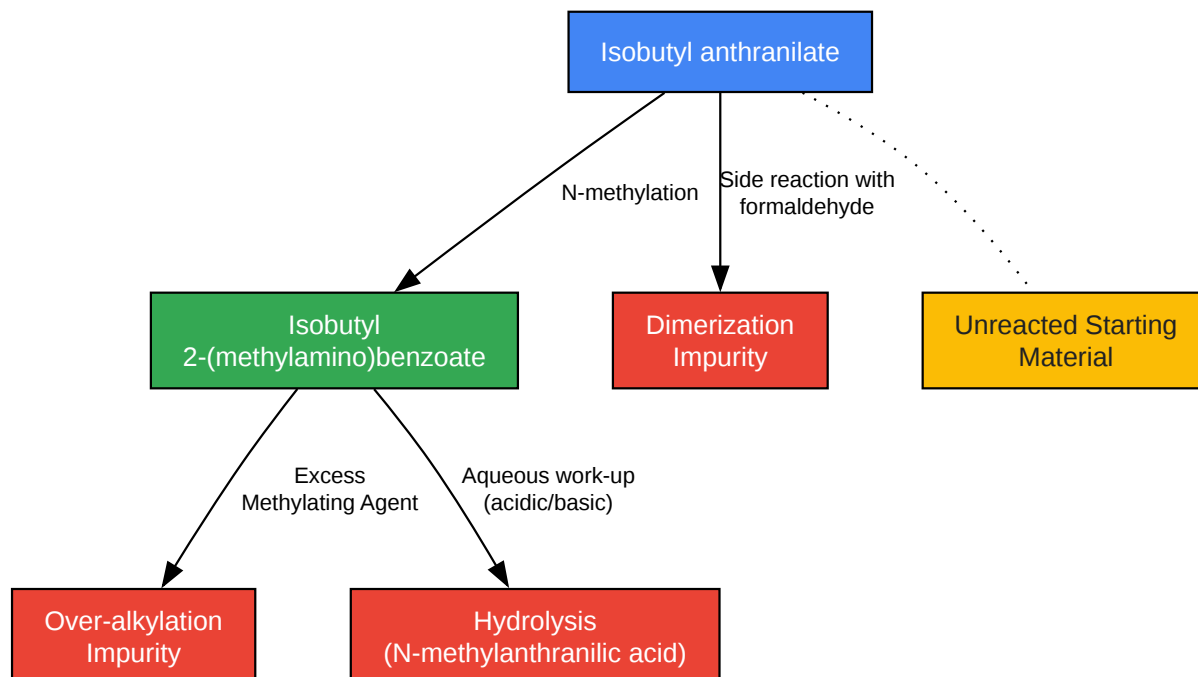 Isobutyl anthranilate
N-methylation
Side reaction with
formaldehyde
Isobutyl
2-(methylamino)benzoate
Dimerization
Impurity
Unreacted Starting
Material
Excess
Methylating Agent
Aqueous work-up
(acidic/basic)
Over-alkylation
Impurity
Hydrolysis
(N-methylanthranilic acid)